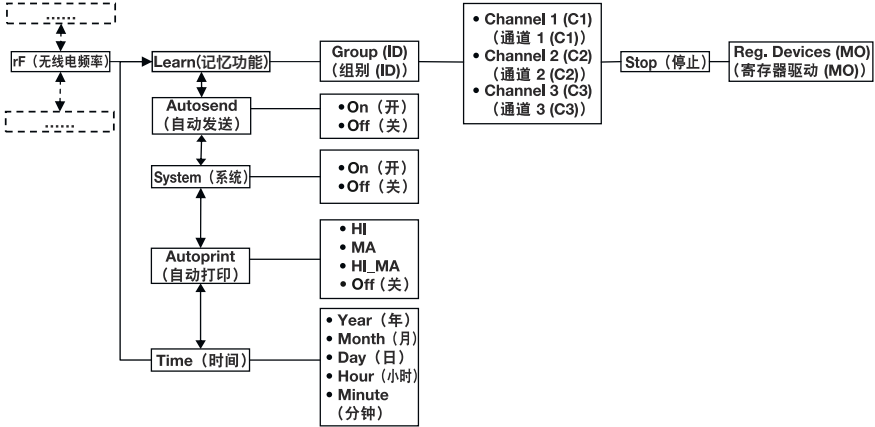 ......
rF（无线电频率）
......
Learn(记忆功能)
Group (ID)
（组别 (ID)）
• Channel 1 (C1)
（通道 1 (C1)）
• Channel 2 (C2)
（通道 2 (C2)）
• Channel 3 (C3)
（通道 3 (C3)）
Stop（停止）
Reg. Devices (MO)
（寄存器驱动 (MO)）
Autosend
（自动发送）
• On（开）
• Off（关）
System（系统）
• On（开）
• Off（关）
Autoprint
（自动打印）
• HI
• MA
• HI_MA
• Off（关）
Time（时间）
• Year（年）
• Month（月）
• Day（日）
• Hour（小时）
• Minute
（分钟）